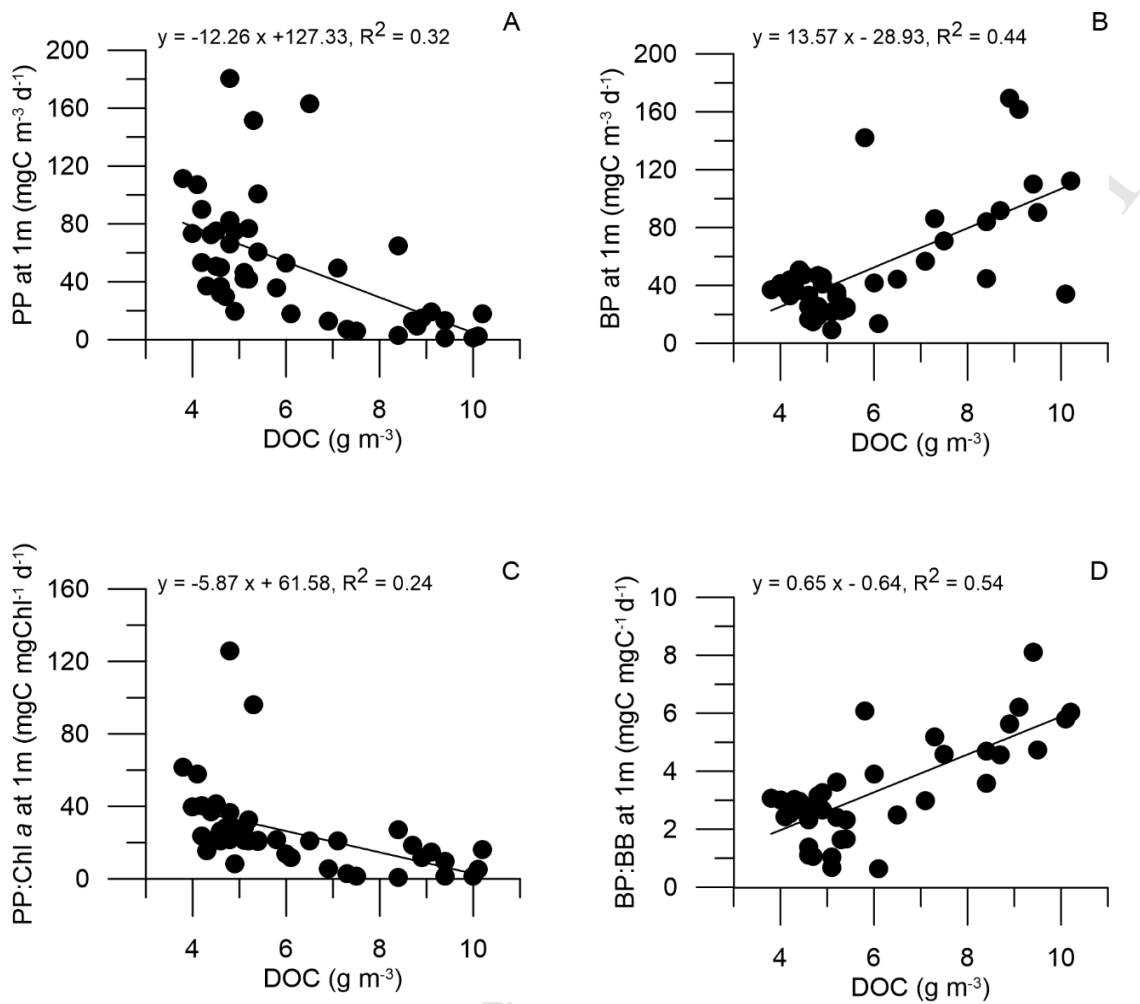 y = -12.26 x +127.33, R² = 0.32
A
200
160
120
80
40
0
PP at 1m (mgC m⁻³ d⁻¹)
4 6 8 10
DOC (g m⁻³)
y = 13.57 x - 28.93, R² = 0.44
B
200
160
120
80
40
0
BP at 1m (mgC m⁻³ d⁻¹)
4 6 8 10
DOC (g m⁻³)
y = -5.87 x + 61.58, R² = 0.24
C
160
120
80
40
0
PP:Chl a at 1m (mgC mgChl⁻¹ d⁻¹)
4 6 8 10
DOC (g m⁻³)
y = 0.65 x - 0.64, R² = 0.54
D
10
8
6
4
2
0
BP:BB at 1m (mgC mgC⁻¹ d⁻¹)
4 6 8 10
DOC (g m⁻³)